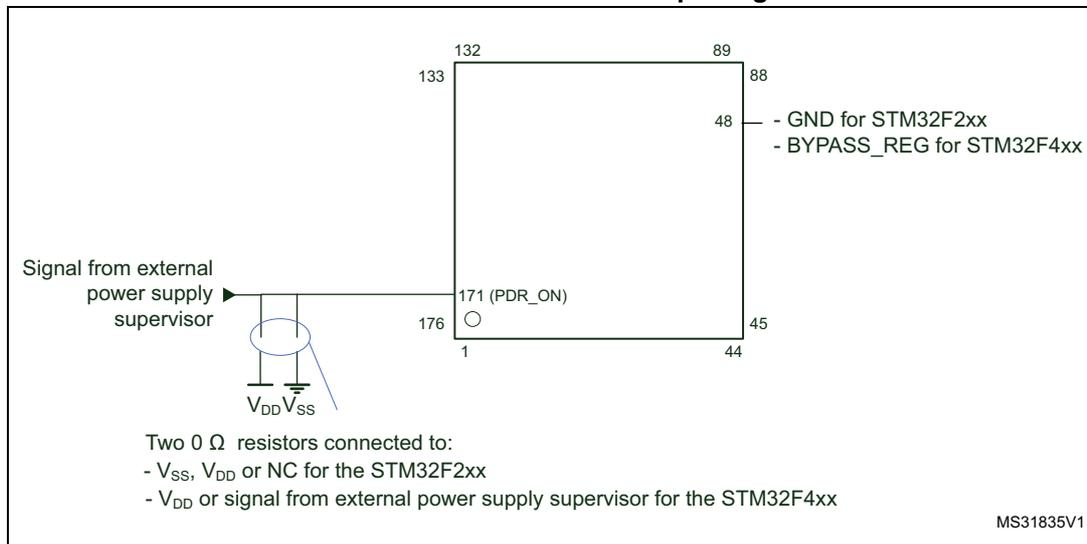 132
89
133
88
48
- GND for STM32F2xx
- BYPASS_REG for STM32F4xx
Signal from external
power supply
supervisor
171 (PDR_ON)
176
45
1
44
VDD VSS
Two 0 Ω resistors connected to:
- VSS, VDD or NC for the STM32F2xx
- VDD or signal from external power supply supervisor for the STM32F4xx
MS31835V1